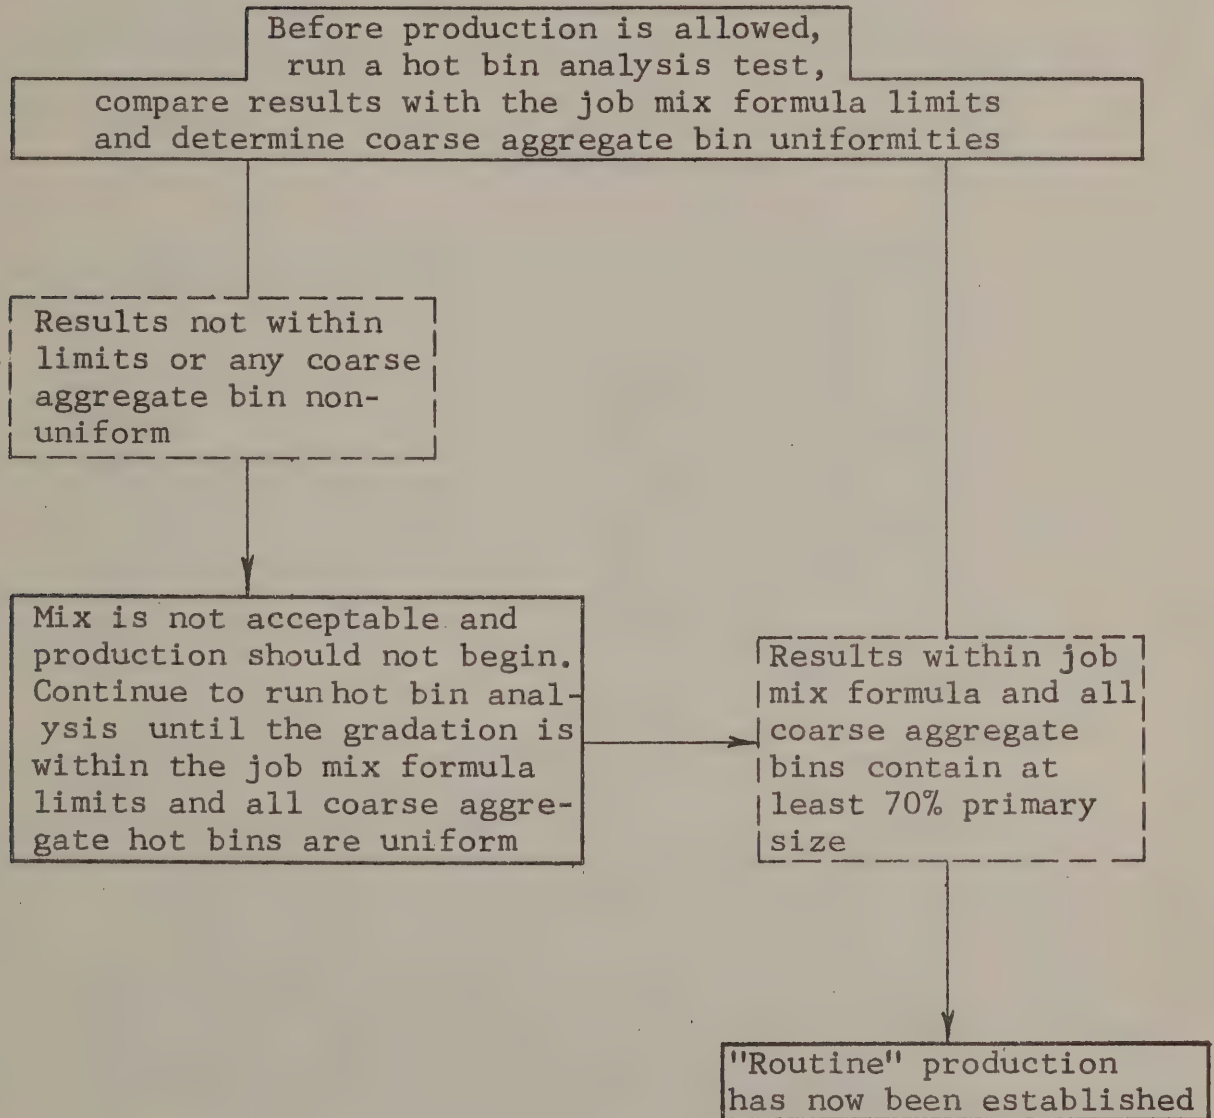 Before production is allowed,
run a hot bin analysis test,
compare results with the job mix formula limits
and determine coarse aggregate bin uniformities
Results not within
limits or any coarse
aggregate bin non-
uniform
Mix is not acceptable and
production should not begin.
Continue to run hot bin anal-
ysis until the gradation is
within the job mix formula
limits and all coarse aggre-
gate hot bins are uniform
Results within job
mix formula and all
coarse aggregate
bins contain at
least 70% primary
size
"Routine" production
has now been established